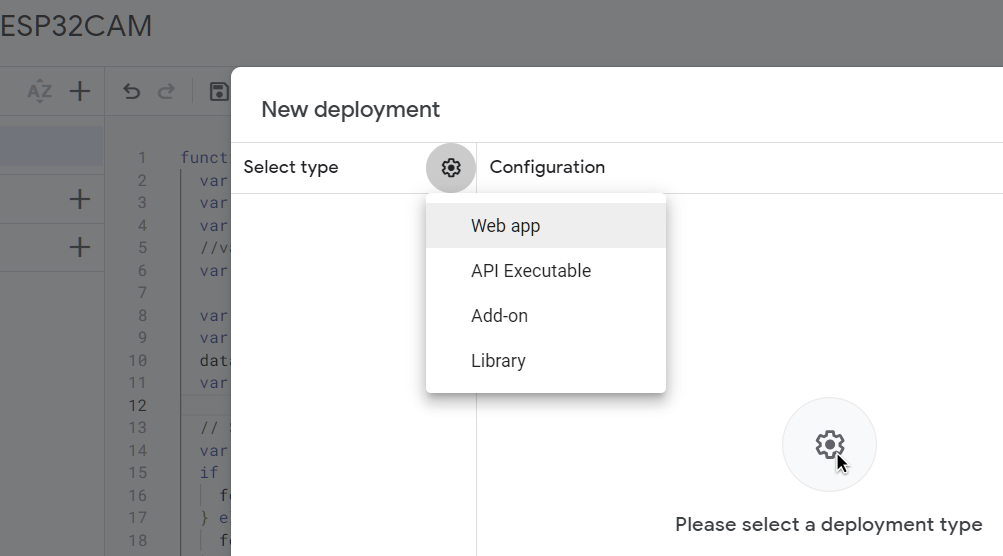 ESP32CAM
AZ
New deployment
Select type
Configuration
Web app
API Executable
Add-on
Library
Please select a deployment type
1 funct
2 var
3 var
4 var
5 //va
6 var
7
8 var
9 var
10 data
11 var
12
13 //
14 var
15 if
16 fo
17 } e
18 fo